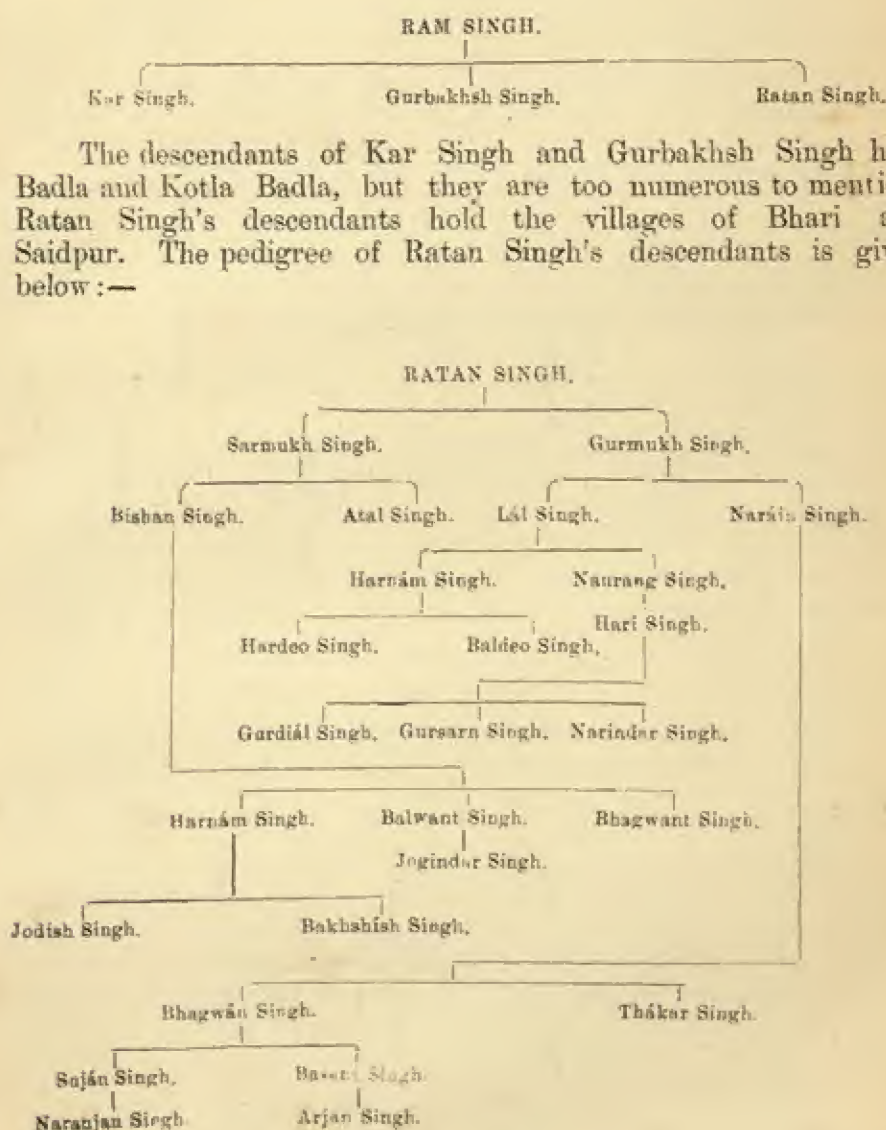 RAM SINGH.
Kar Singh. Gurbakhsh Singh. Ratan Singh.
The descendants of Kar Singh and Gurbakhsh Singh h
Badla and Kotla Badla, but they are too numerous to menti
Ratan Singh's descendants hold the villages of Bhari a
Saidpur. The pedigree of Ratan Singh's descendants is giv
below:—
RATAN SINGH.
Sarmukh Singh. Gurmukh Singh.
Bishan Singh. Atal Singh. Lál Singh. Naráin Singh.
Harnám Singh. Naurang Singh.
Hardeo Singh. Baldeo Singh. Hari Singh.
Gurdiál Singh. Gursarn Singh. Narindar Singh.
Harnám Singh. Balwant Singh. Bhagwant Singh.
Jogindar Singh.
Jodish Singh. Bakhshísh Singh.
Bhagwán Singh. Thákar Singh.
Suján Singh. Singh.
Naranjan Singh Arjan Singh.